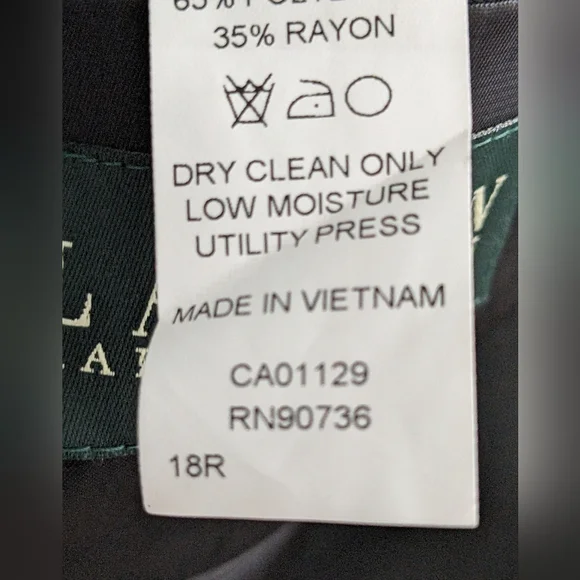 35% RAYON
DRY CLEAN ONLY
LOW MOISTURE
UTILITY PRESS
MADE IN VIETNAM
CA01129
RN90736
18R